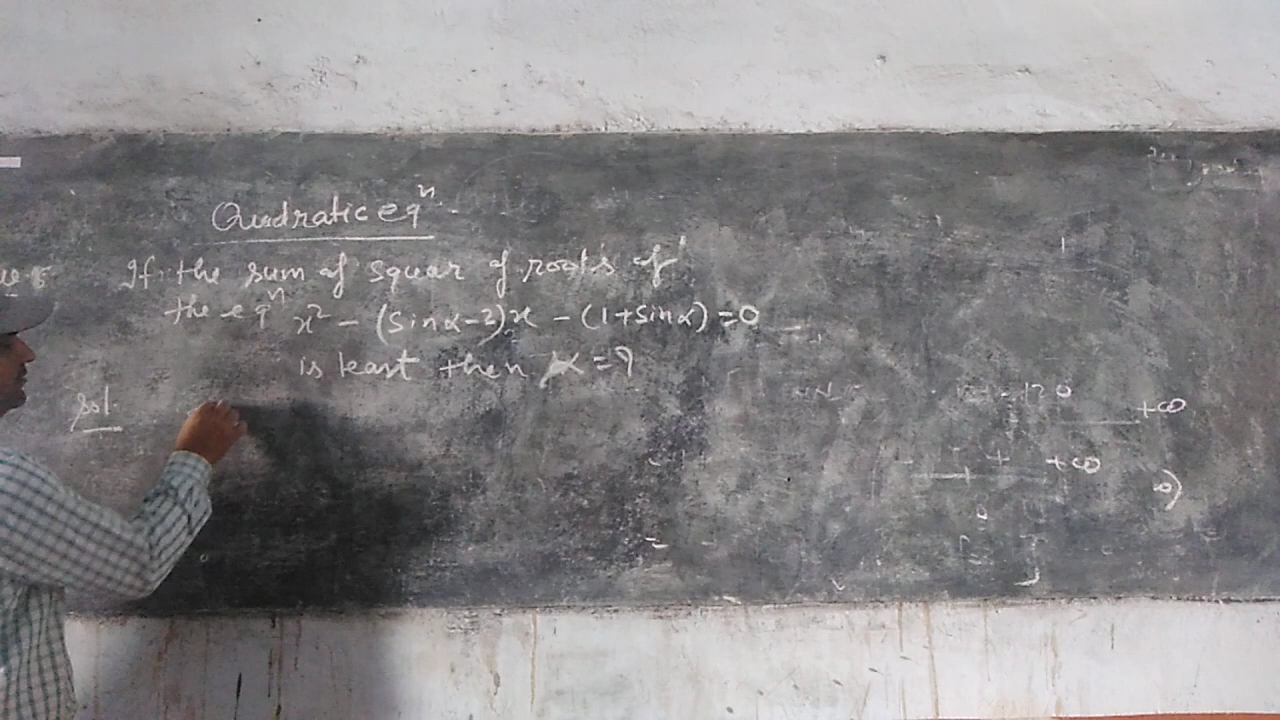 Quadratic eqⁿ
If the sum of squar of roots of
the eqⁿ x² - (sinα-2)x - (1+sinα) = 0
is least then α = ?
Sol.
+∞
+ +∞